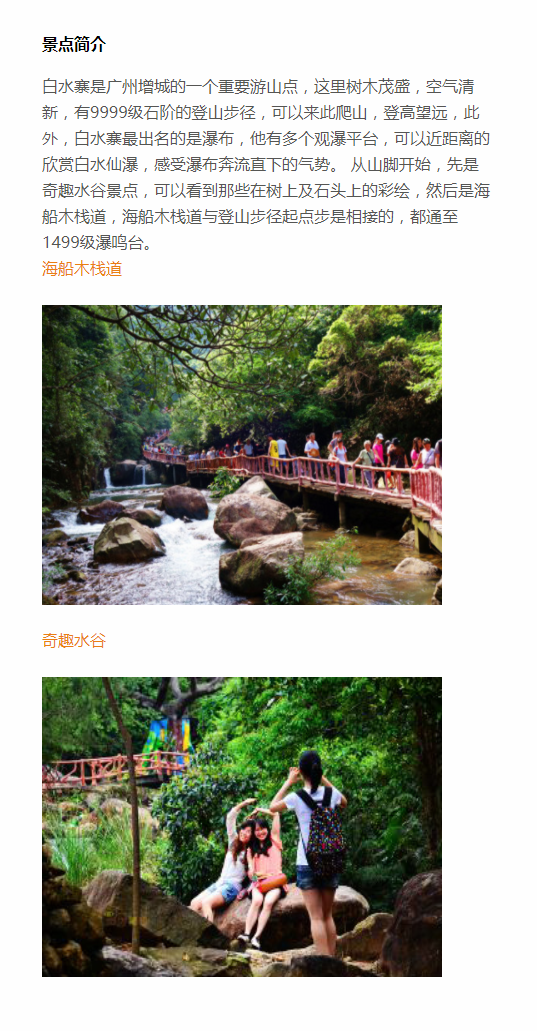 景点简介
白水寨是广州增城的一个重要游山点，这里树木茂盛，空气清
新，有9999级石阶的登山步径，可以来此爬山，登高望远，此
外，白水寨最出名的是瀑布，他有多个观瀑平台，可以近距离的
欣赏白水仙瀑，感受瀑布奔流直下的气势。 从山脚开始，先是
奇趣水谷景点，可以看到那些在树上及石头上的彩绘，然后是海
船木栈道，海船木栈道与登山步径起点步是相接的，都通至
1499级瀑鸣台。
海船木栈道
奇趣水谷